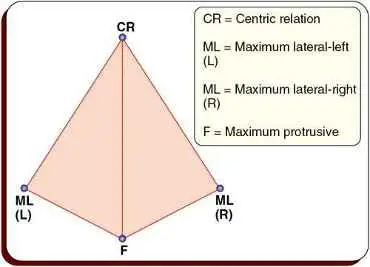 CR
ML
(L)
ML
(R)
F
CR = Centric relation
ML = Maximum lateral-left
(L)
ML = Maximum lateral-right
(R)
F = Maximum protrusive